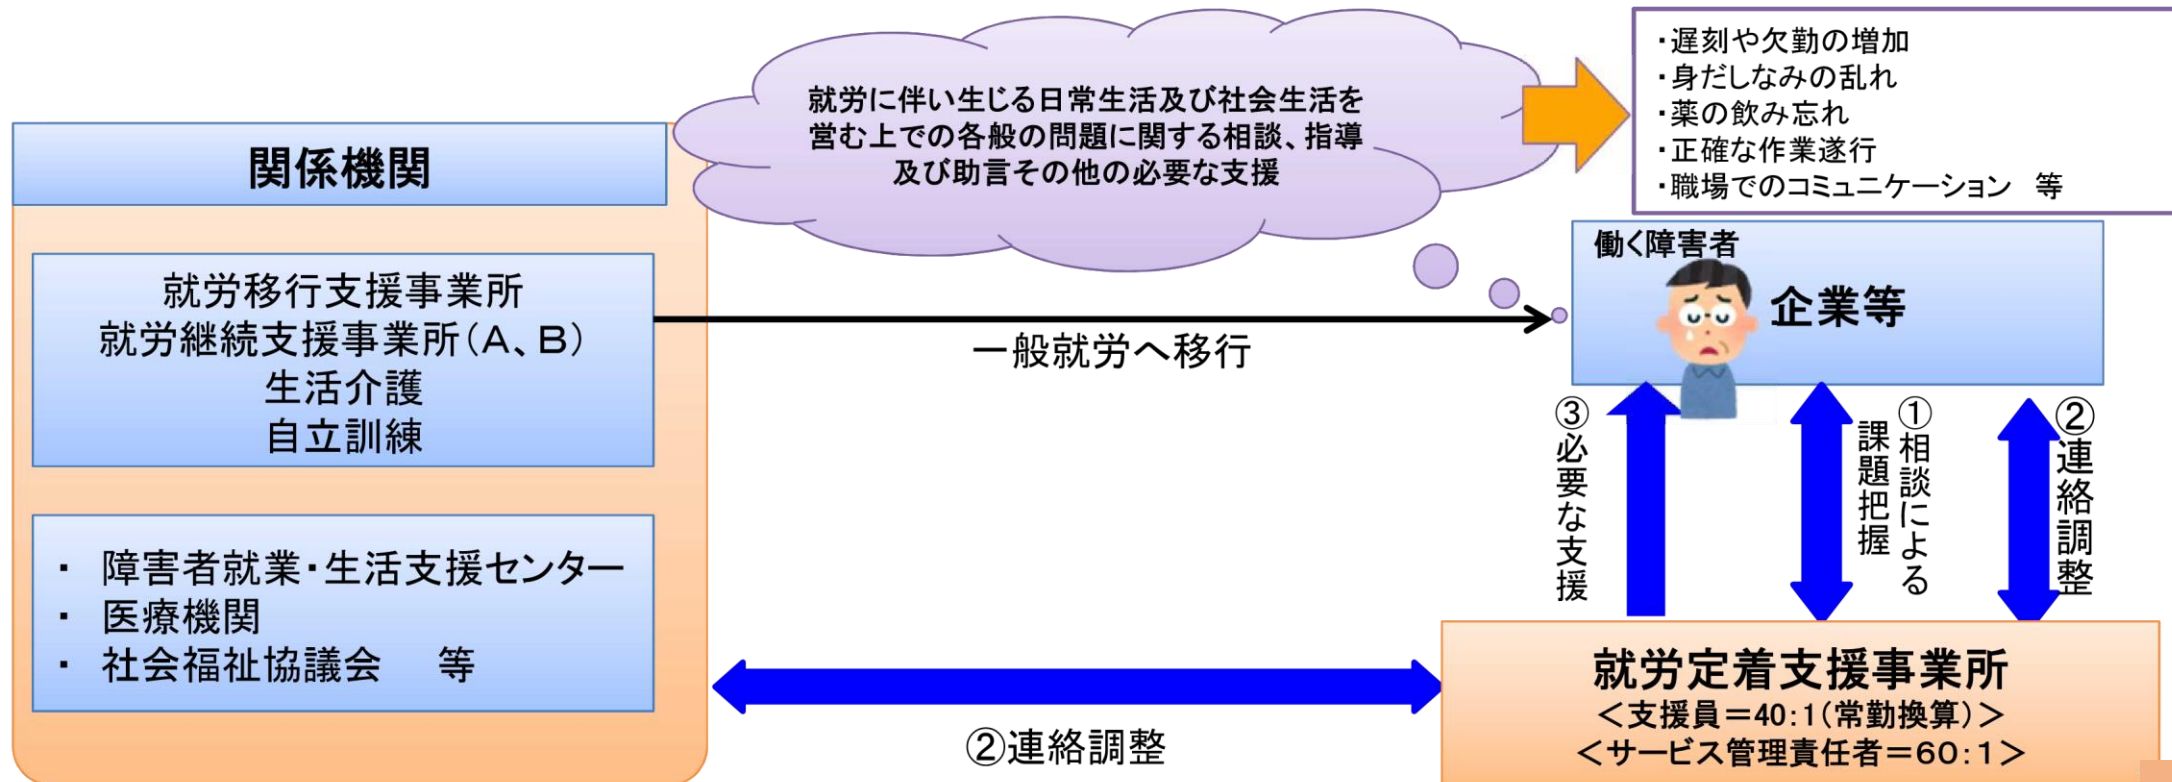 関係機関
就労移行支援事業所
就労継続支援事業所(A、B)
生活介護
自立訓練
・ 障害者就業・生活支援センター
・ 医療機関
・ 社会福祉協議会 等
就労に伴い生じる日常生活及び社会生活を
営む上での各般の問題に関する相談、指導
及び助言その他の必要な支援
・遅刻や欠勤の増加
・身だしなみの乱れ
・薬の飲み忘れ
・正確な作業遂行
・職場でのコミュニケーション 等
働く障害者
企業等
一般就労へ移行
③必要な支援
①相談による
課題把握
②連絡調整
②連絡調整
就労定着支援事業所
＜支援員＝40:1(常勤換算)＞
＜サービス管理責任者＝60:1＞